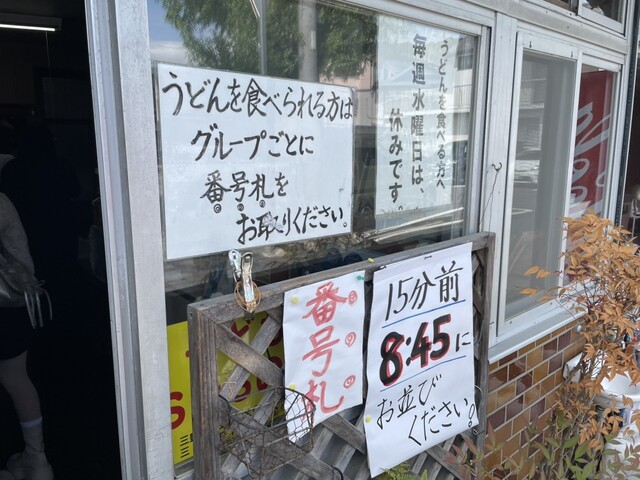 うどんを食べられる方は
グループごとに
番号札を
お取りください。
うどんを食べる方へ
毎週水曜日は、
休みです。
番号札
15分前
8:45に
お並び
ください。